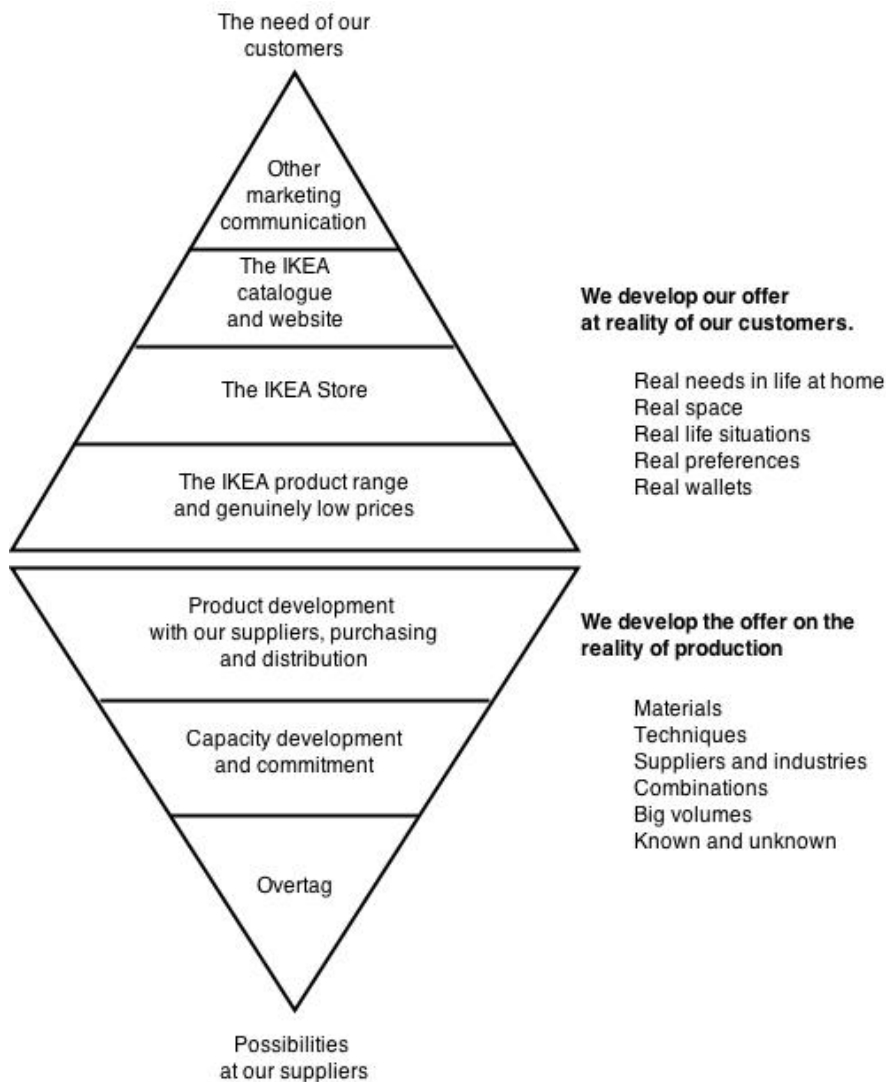 The need of our
customers
Other
marketing
communication
The IKEA
catalogue
and website
The IKEA Store
The IKEA product range
and genuinely low prices
We develop our offer
at reality of our customers.
Real needs in life at home
Real space
Real life situations
Real preferences
Real wallets
Product development
with our suppliers, purchasing
and distribution
Capacity development
and commitment
Overtag
Possibilities
at our suppliers
We develop the offer on the
reality of production
Materials
Techniques
Suppliers and industries
Combinations
Big volumes
Known and unknown